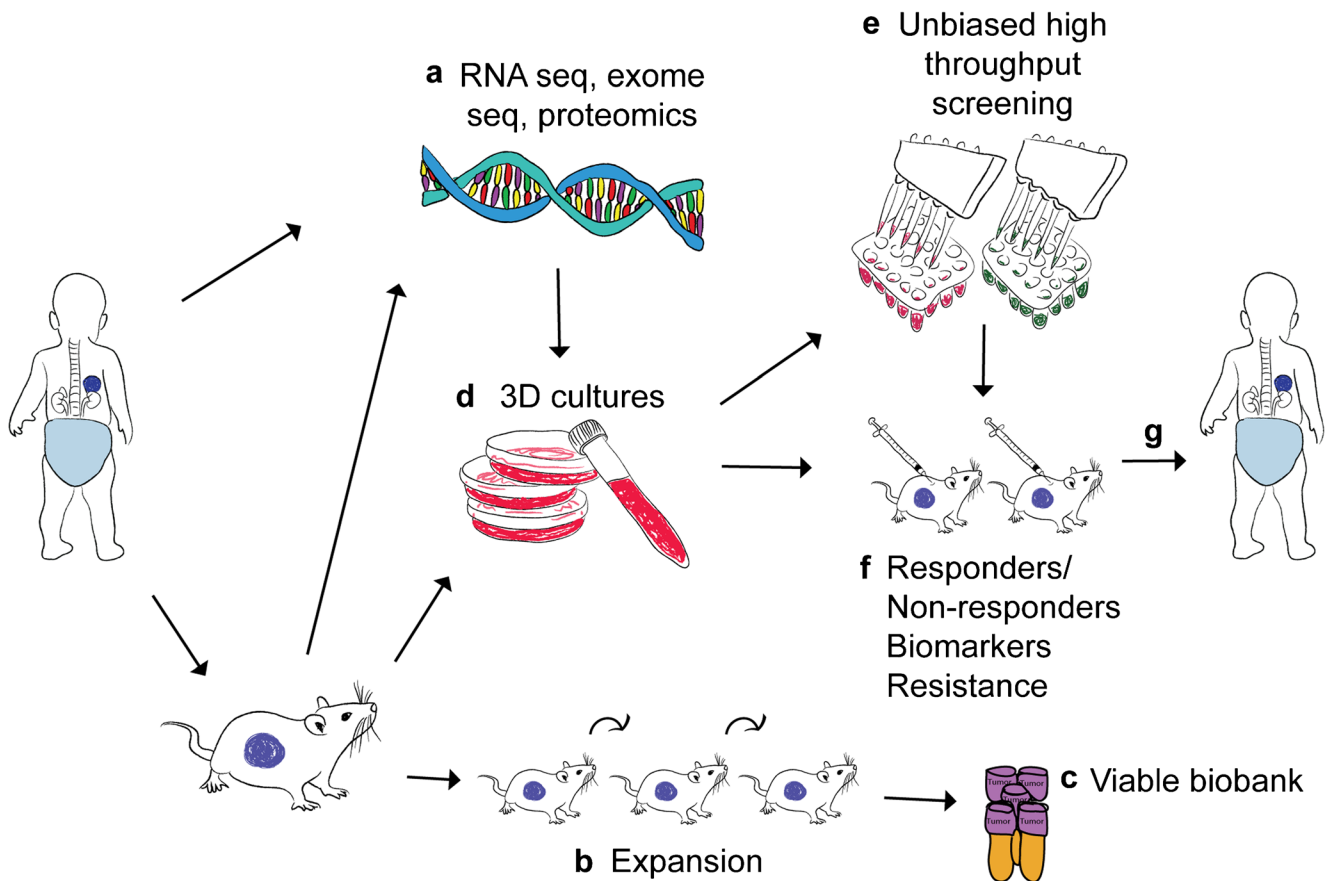 a RNA seq, exome
seq, proteomics
e Unbiased high
throughput
screening
d 3D cultures
g
f Responders/
Non-responders
Biomarkers
Resistance
b Expansion
c Viable biobank
Tumor Tumor
Tumor
Tumor Tumor